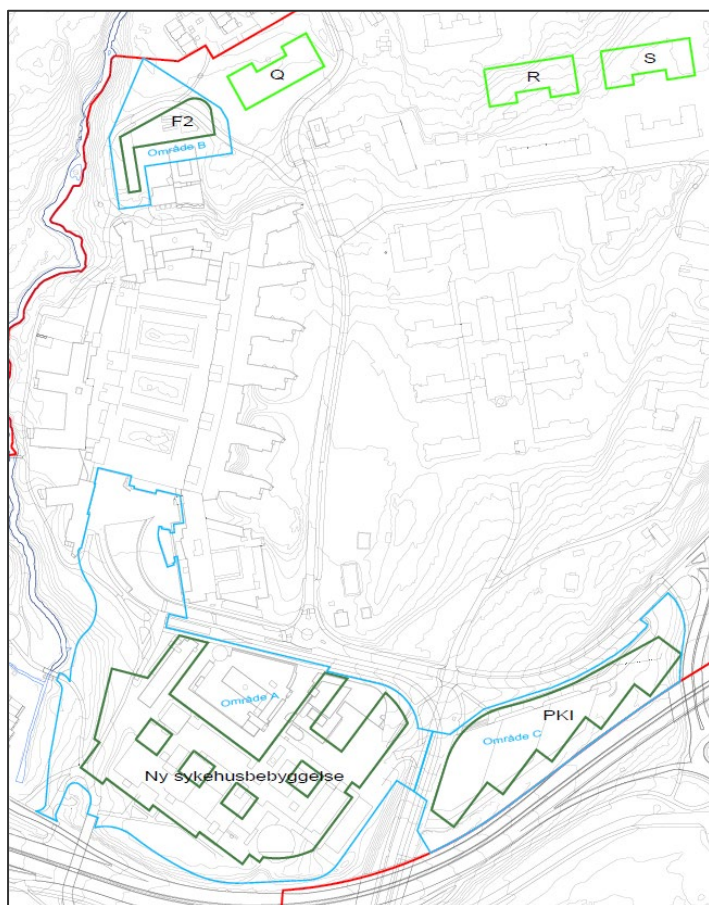 S
R
Q
F2
Område B
Område A
PKI
Område C
Ny sykehusbebyggelse